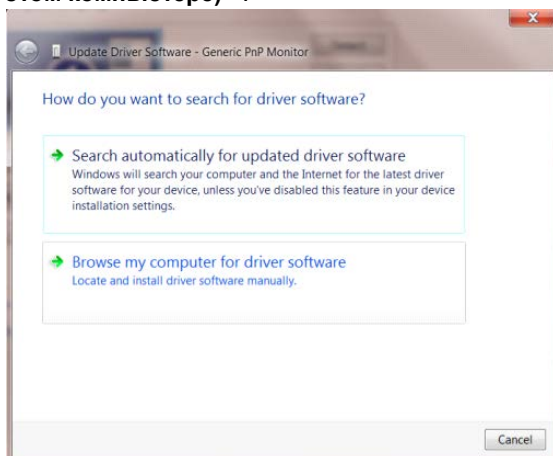 этом компьютере)
Update Driver Software - Generic PnP Monitor
How do you want to search for driver software?
Search automatically for updated driver software
Windows will search your computer and the Internet for the latest driver
software for your device, unless you've disabled this feature in your device
installation settings.
Browse my computer for driver software
Locate and install driver software manually.
Cancel